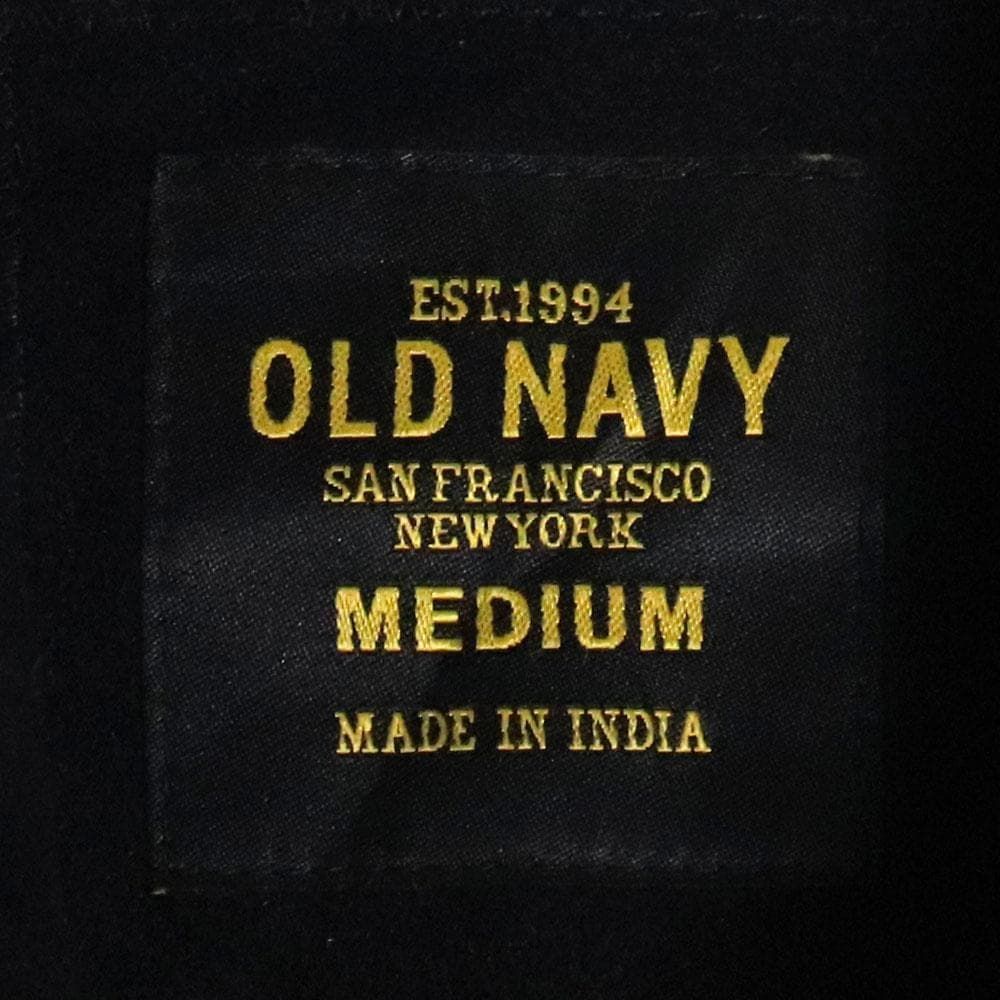 EST.1994
OLD NAVY
SAN FRANCISCO
NEW YORK
MEDIUM
MADE IN INDIA